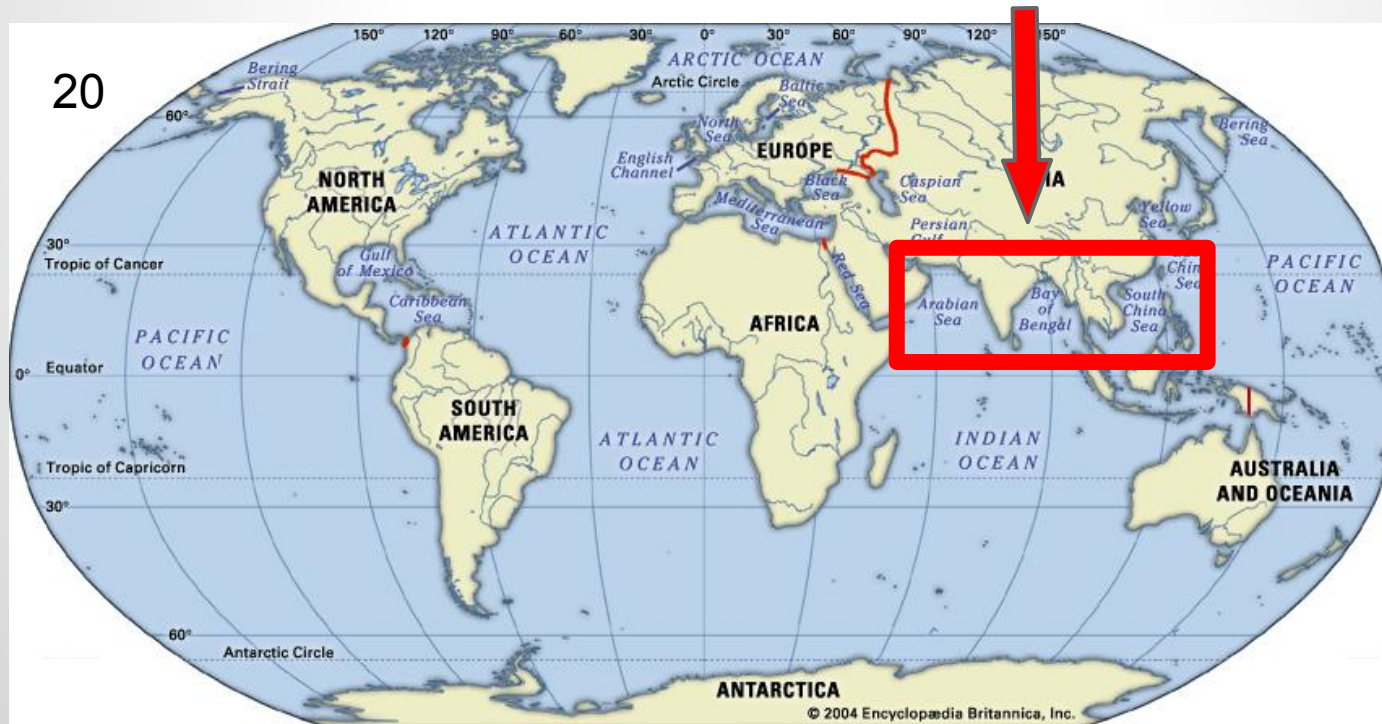 20
150° 120° 90° 60° 30° 0° 30° 60° 90° 150°
ARCTIC OCEAN
Arctic Circle
Bering
Strait
Baltic
Sea
60°
North
Sea
Bering
Sea
English
Channel
EUROPE
NORTH
AMERICA
Black
Sea
Caspian
Sea
Mediterranean
Sea
Yellow
Sea
Persian
ATLANTIC
OCEAN
30°
Tropic of Cancer
Gulf
of Mexico
Red Sea
PACIFIC
OCEAN
Caribbean
Sea
Arabian
Sea
Bay
of
Bengal
South
China
Sea
Sea
AFRICA
PACIFIC
OCEAN
0°
Equator
SOUTH
AMERICA
ATLANTIC
OCEAN
INDIAN
OCEAN
Tropic of Capricorn
AUSTRALIA
AND OCEANIA
30°
60°
Antarctic Circle
ANTARCTICA
© 2004 Encyclopædia Britannica, Inc.